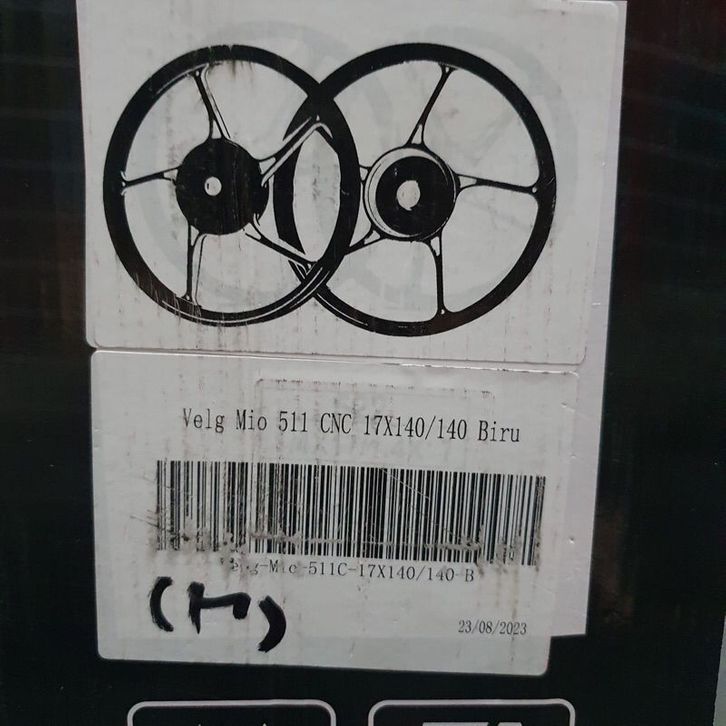 Velg Mio 511 CNC 17X140/140 Biru
Velg-Mio-511C-17X140/140-B
23/08/2023